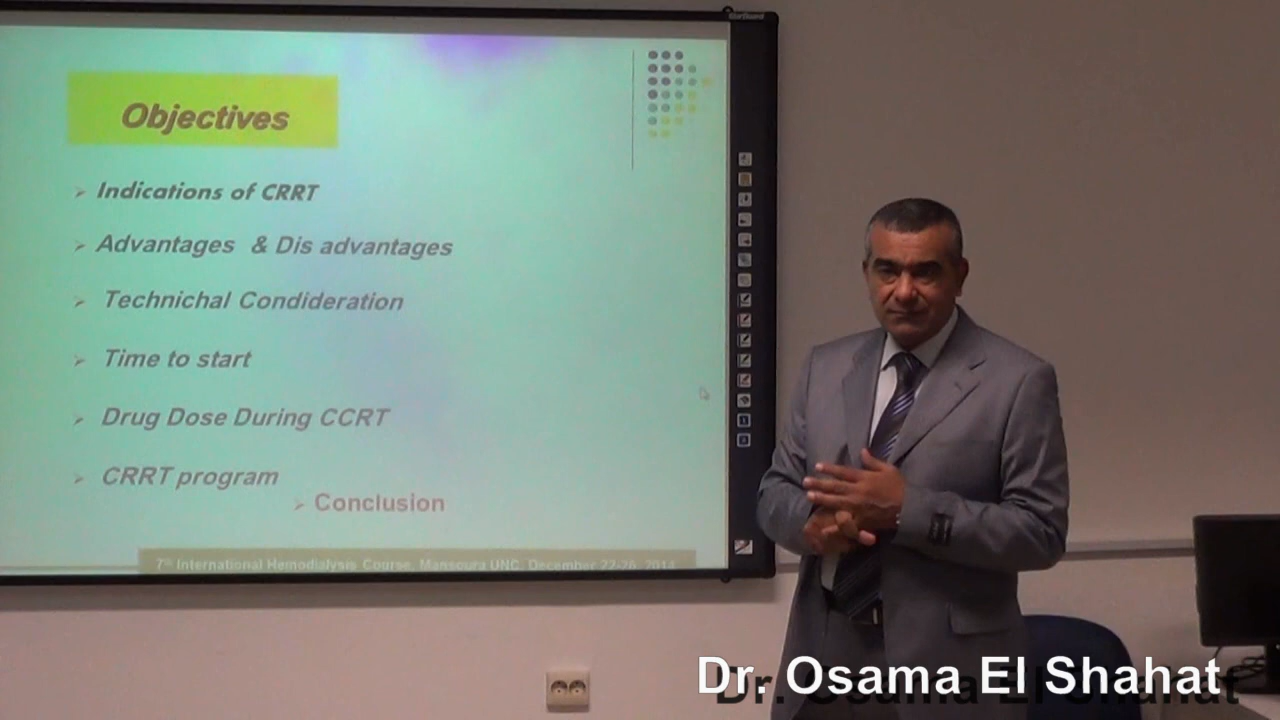 StarBoard
Objectives
Indications of CRRT
Advantages & Dis advantages
Technichal Condideration
Time to start
Drug Dose During CCRT
CRRT program
Conclusion
7th International Hemodialysis Course, Mansoura UNC, December 22-26, 2014
Dr. Osama El Shahat